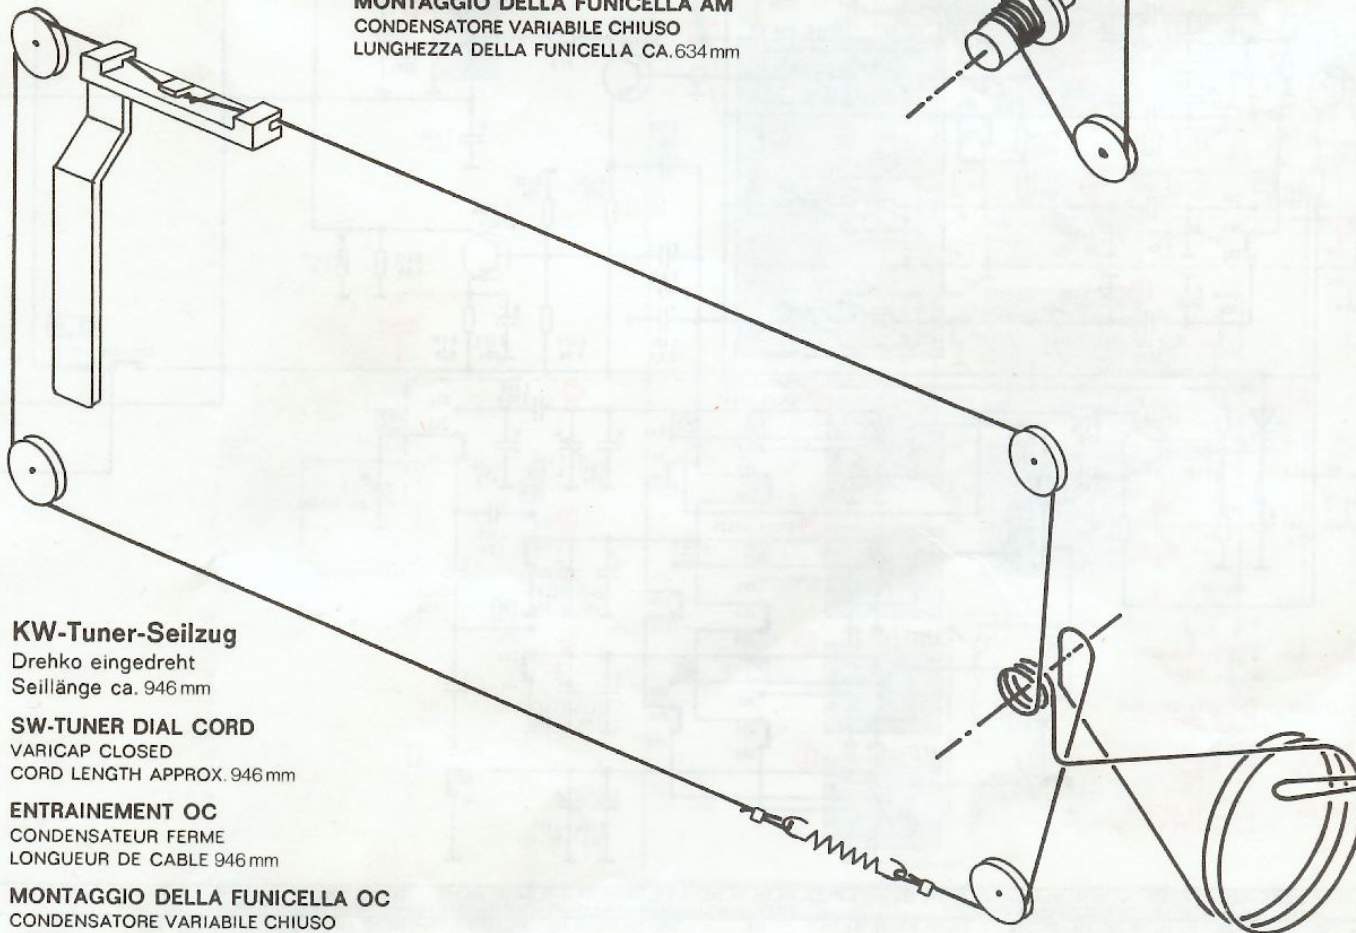 MONTAGGIO DELLA FUNICELLA AM
CONDENSATORE VARIABILE CHIUSO
LUNGHEZZA DELLA FUNICELLA CA.634mm
KW-Tuner-Seilzug
Drehko eingedreht
Seillänge ca. 946 mm
SW-TUNER DIAL CORD
VARICAP CLOSED
CORD LENGTH APPROX. 946 mm
ENTRAINEMENT OC
CONDENSATEUR FERME
LONGUEUR DE CABLE 946 mm
MONTAGGIO DELLA FUNICELLA OC
CONDENSATORE VARIABILE CHIUSO